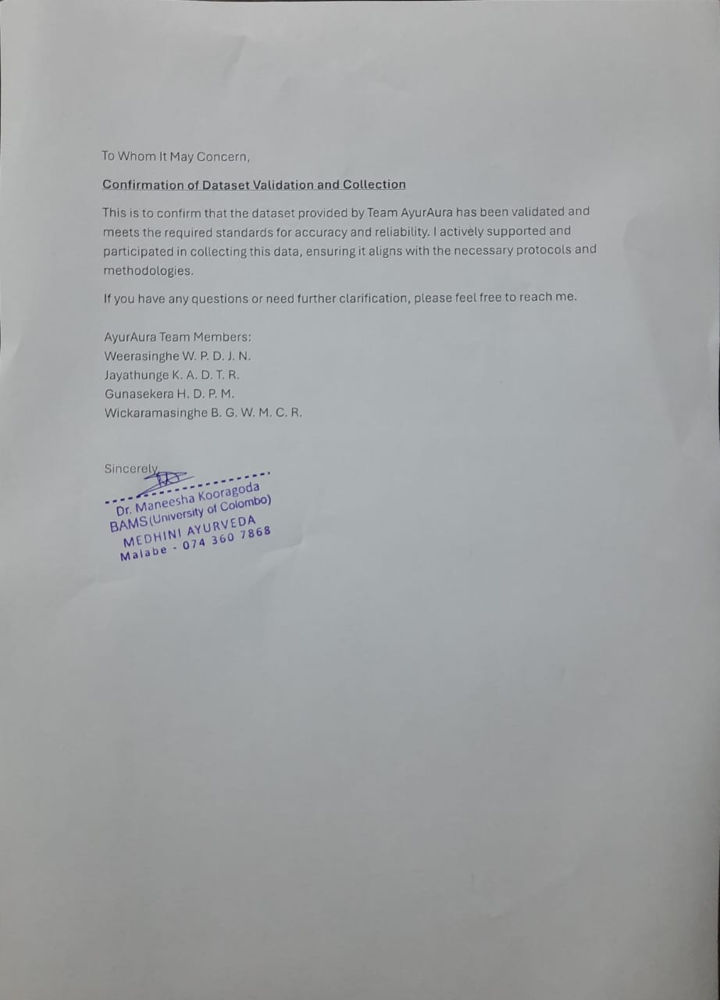 To Whom It May Concern,
Confirmation of Dataset Validation and Collection
This is to confirm that the dataset provided by Team AyurAura has been validated and
meets the required standards for accuracy and reliability. I actively supported and
participated in collecting this data, ensuring it aligns with the necessary protocols and
methodologies.
If you have any questions or need further clarification, please feel free to reach me.
AyurAura Team Members:
Weerasinghe W. P. D. J. N.
Jayathunge K. A. D. T. R.
Gunasekera H. D. P. M.
Wickaramasinghe B. G. W. M. C. R.
Sincerely
Dr. Maneesha Kooragoda
BAMS (University of Colombo)
MEDHINI AYURVEDA
Malabe - 074 360 7868